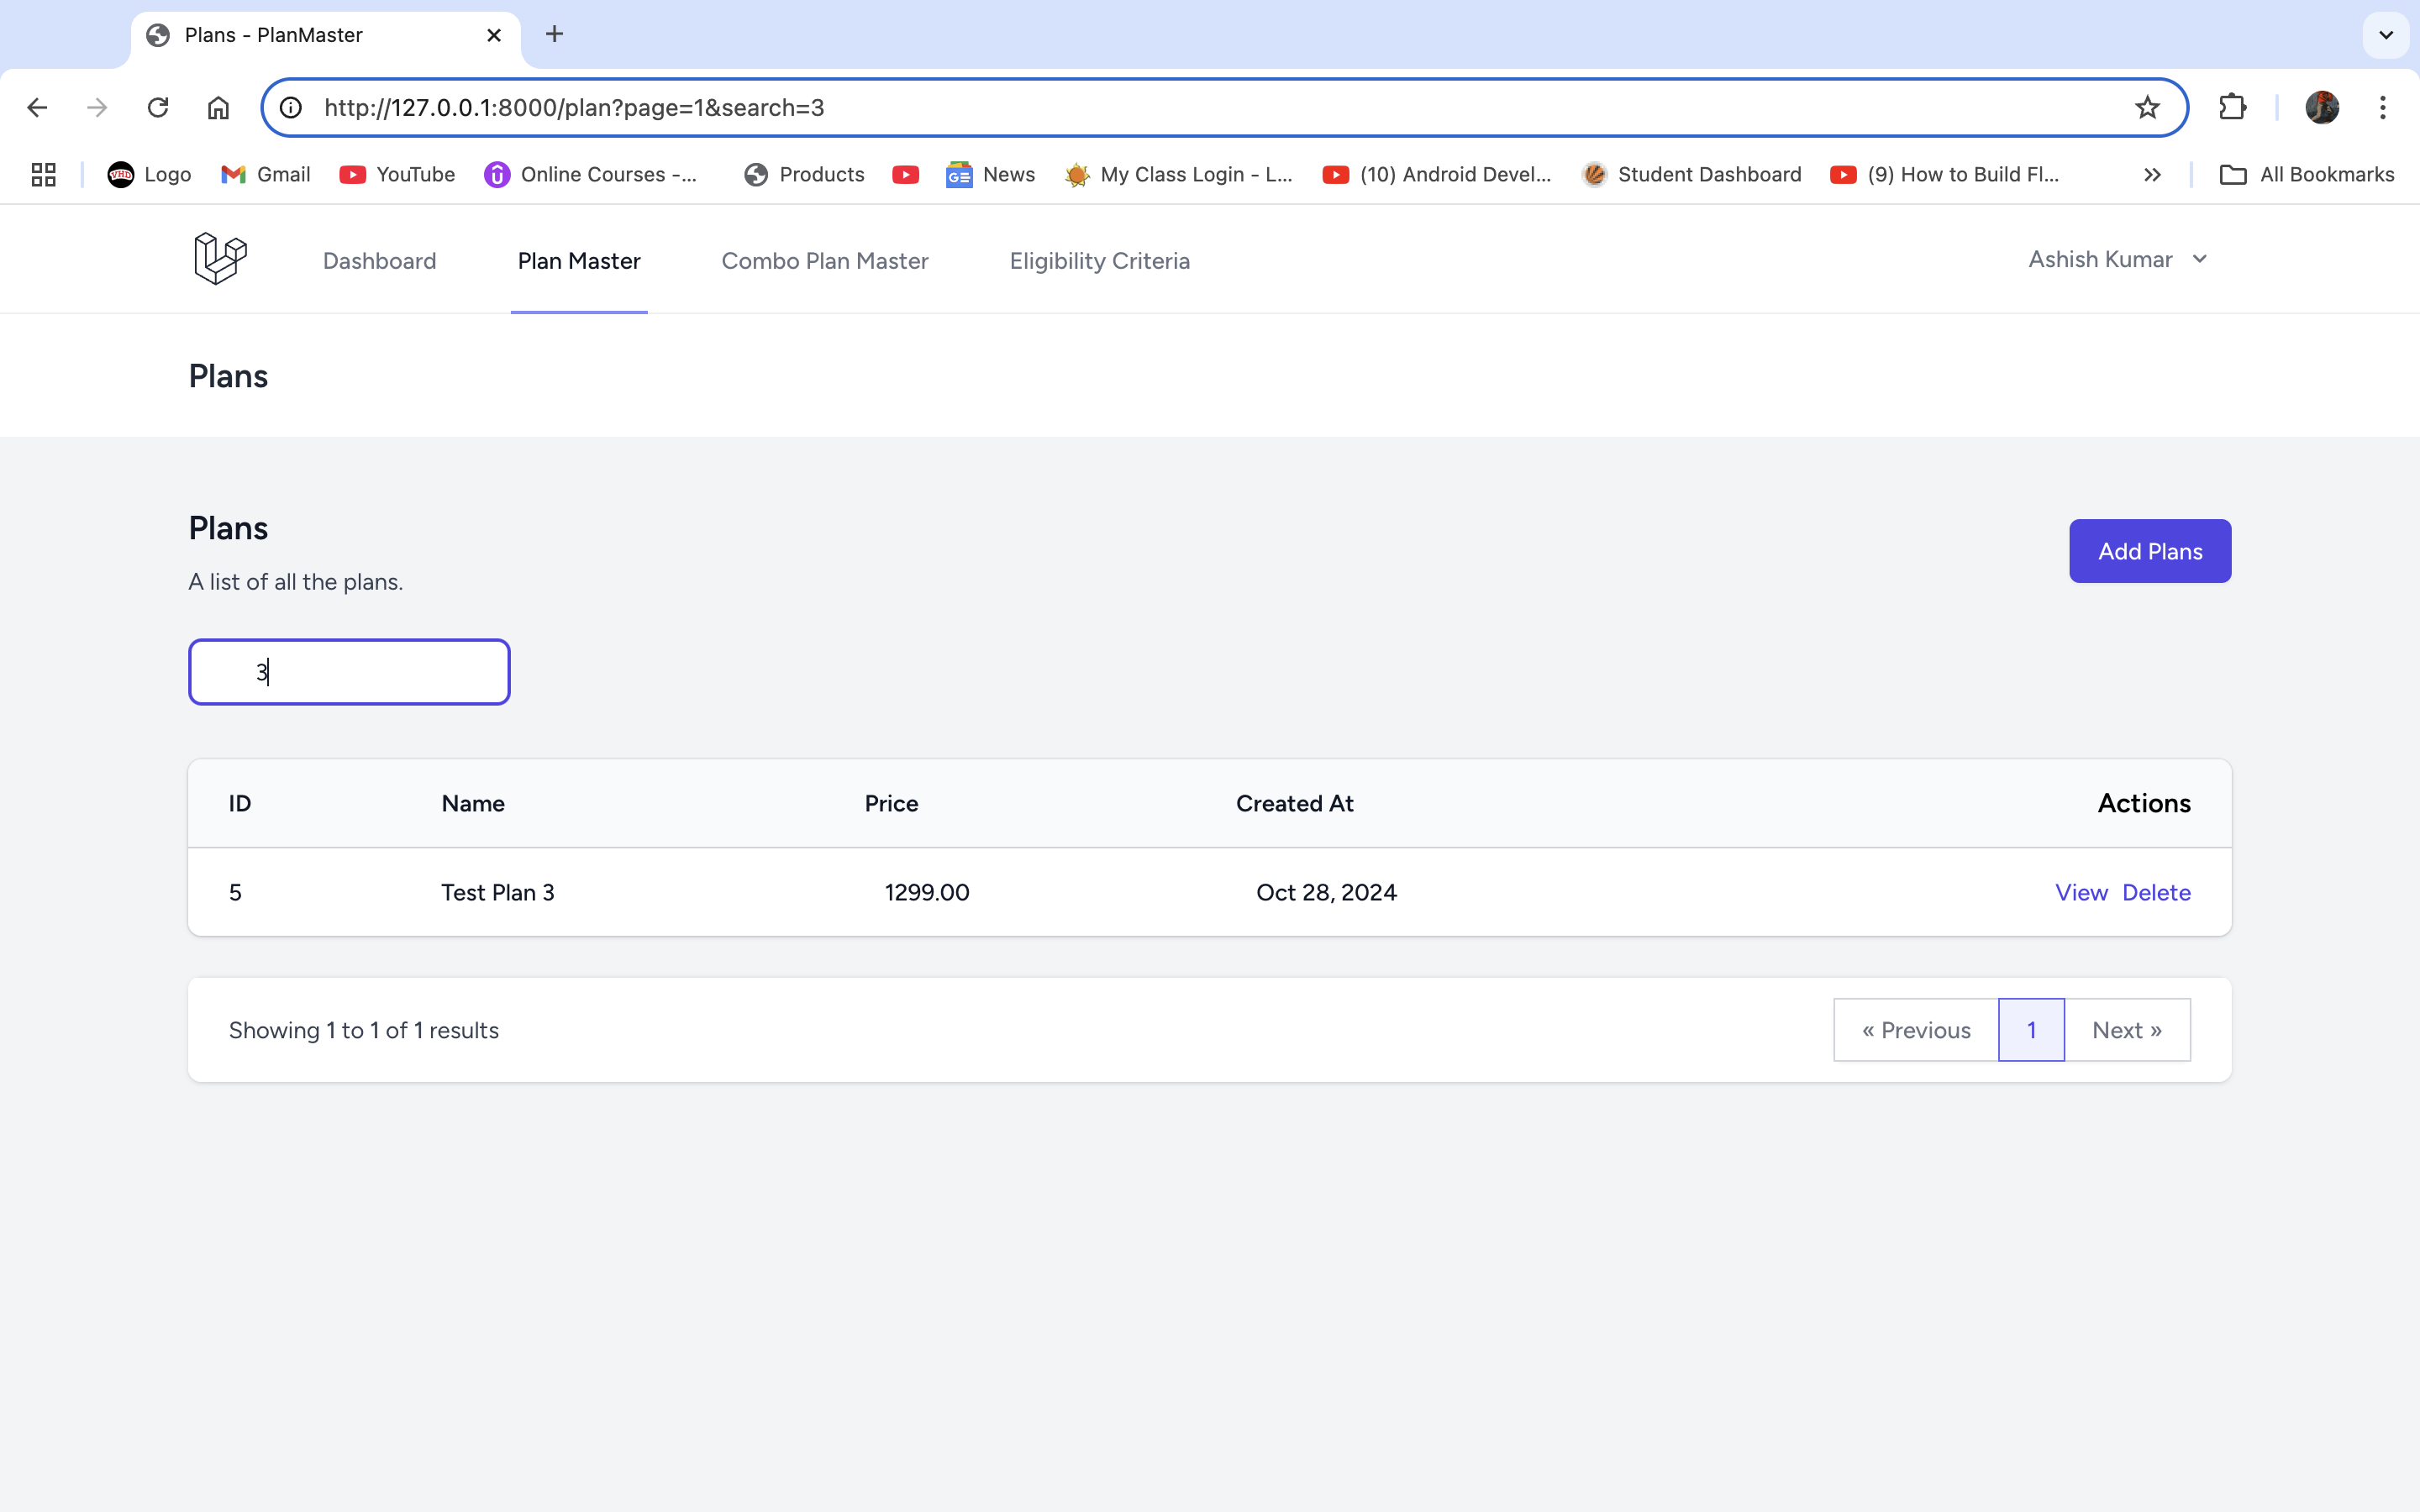 Plans - PlanMaster
http://127.0.0.1:8000/plan?page=1&search=3
VHD Logo Gmail YouTube Online Courses -... Products GE News My Class Login - L... (10) Android Devel... Student Dashboard (9) How to Build Fl... All Bookmarks
Dashboard Plan Master Combo Plan Master Eligibility Criteria Ashish Kumar
Plans
Plans
Add Plans
A list of all the plans.
3
ID Name Price Created At Actions
5 Test Plan 3 1299.00 Oct 28, 2024 View Delete
Showing 1 to 1 of 1 results « Previous 1 Next »